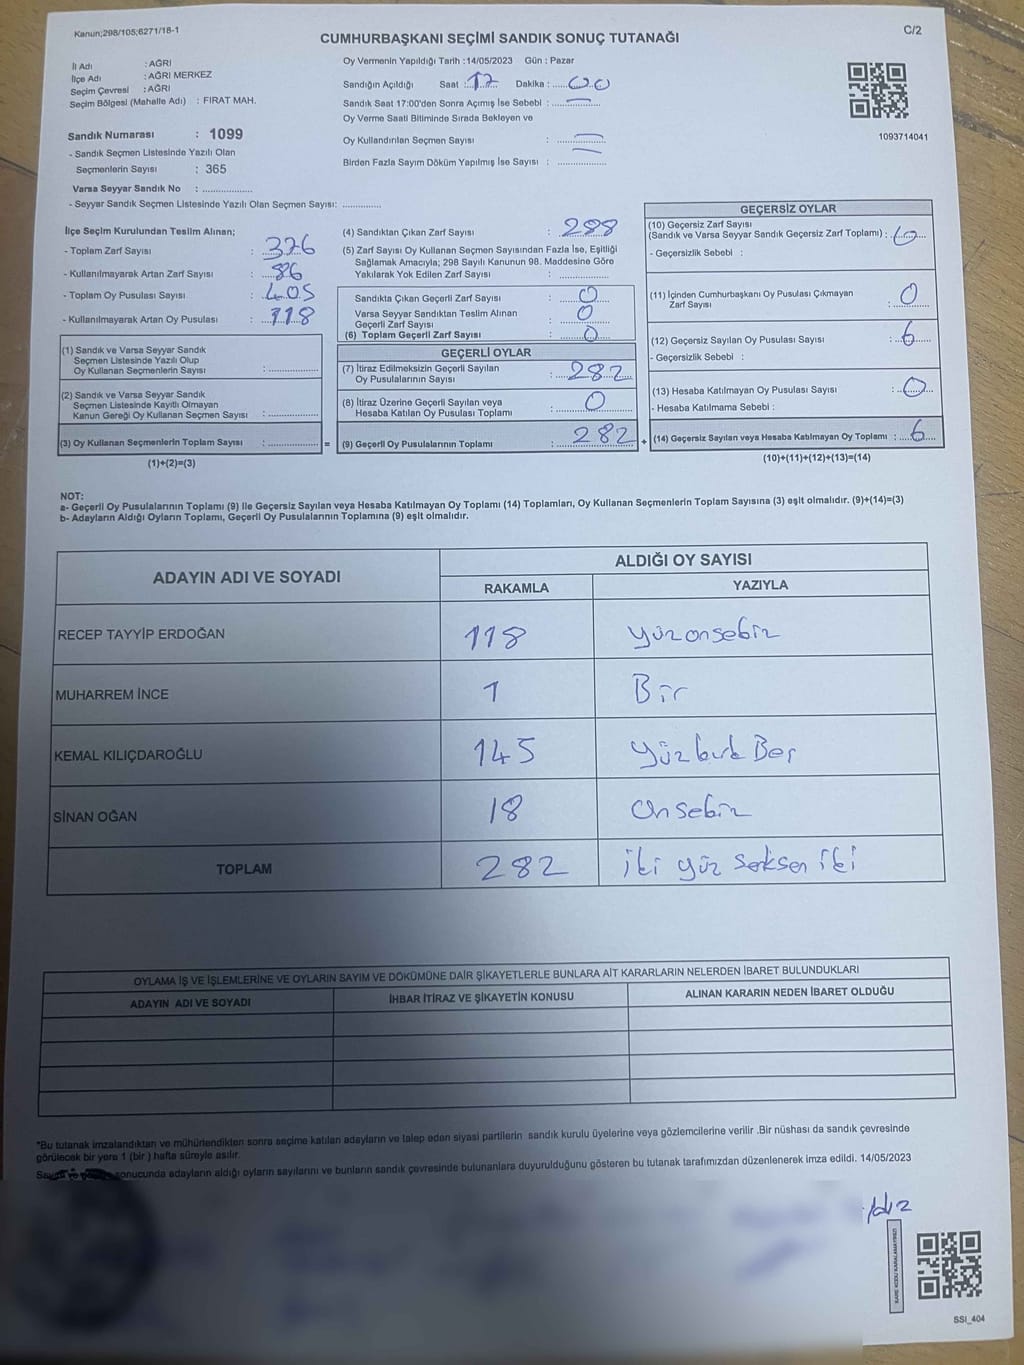 Kanun;298/105;6271/18-1
C/2
CUMHURBAŞKANI SEÇİMİ SANDIK SONUÇ TUTANAĞI
İl Adı : AĞRI
İlçe Adı : AĞRI MERKEZ
Seçim Çevresi : AĞRI
Seçim Bölgesi (Mahalle Adı) : FIRAT MAH.
Sandık Numarası : 1099
- Sandık Seçmen Listesinde Yazılı Olan
Seçmenlerin Sayısı : 365
Varsa Seyyar Sandık No : ..............
- Seyyar Sandık Seçmen Listesinde Yazılı Olan Seçmen Sayısı: ..............
Oy Vermenin Yapıldığı Tarih :14/05/2023 Gün : Pazar
Sandığın Açıldığı Saat : 17 Dakika : 00
Sandık Saat 17:00'den Sonra Açımış İse Sebebi : —
Oy Verme Saati Bitiminde Sırada Bekleyen ve
Oy Kullandırılan Seçmen Sayısı : —
Birden Fazla Sayım Döküm Yapılmış İse Sayısı : —
1093714041
İlçe Seçim Kurulundan Teslim Alınan;
- Toplam Zarf Sayısı : 376
- Kullanılmayarak Artan Zarf Sayısı : 86
- Toplam Oy Pusulası Sayısı : 405
- Kullanılmayarak Artan Oy Pusulası : 118
(1) Sandık ve Varsa Seyyar Sandık
Seçmen Listesinde Yazılı Olup
Oy Kullanan Seçmenlerin Sayısı : ..............
(2) Sandık ve Varsa Seyyar Sandık
Seçmen Listesinde Kayıtlı Olmayan
Kanun Gereği Oy Kullanan Seçmen Sayısı : ..............
(3) Oy Kullanan Seçmenlerin Toplam Sayısı : .............. =
(1)+(2)=(3)
(4) Sandıktan Çıkan Zarf Sayısı : 288
(5) Zarf Sayısı Oy Kullanan Seçmen Sayısından Fazla İse, Eşitliği
Sağlamak Amacıyla; 298 Sayılı Kanunun 98. Maddesine Göre
Yakılarak Yok Edilen Zarf Sayısı : ..............
Sandıkta Çıkan Geçerli Zarf Sayısı : 0
Varsa Seyyar Sandıktan Teslim Alınan
Geçerli Zarf Sayısı : 0
(6) Toplam Geçerli Zarf Sayısı : 0
GEÇERLİ OYLAR
(7) İtiraz Edilmeksizin Geçerli Sayılan
Oy Pusulalarının Sayısı : 282
(8) İtiraz Üzerine Geçerli Sayılan veya
Hesaba Katılan Oy Pusulası Toplamı : 0
(9) Geçerli Oy Pusulalarının Toplamı : 282 +
GEÇERSİZ OYLAR
(10) Geçersiz Zarf Sayısı
(Sandık ve Varsa Seyyar Sandık Geçersiz Zarf Toplamı) :
- Geçersizlik Sebebi :
(11) İçinden Cumhurbaşkanı Oy Pusulası Çıkmayan
Zarf Sayısı : 0
(12) Geçersiz Sayılan Oy Pusulası Sayısı : 6
- Geçersizlik Sebebi :
(13) Hesaba Katılmayan Oy Pusulası Sayısı : 0
- Hesaba Katılmama Sebebi :
(14) Geçersiz Sayılan veya Hesaba Katılmayan Oy Toplamı : 6
(10)+(11)+(12)+(13)=(14)
NOT:
a- Geçerli Oy Pusulalarının Toplamı (9) ile Geçersiz Sayılan veya Hesaba Katılmayan Oy Toplamı (14) Toplamları, Oy Kullanan Seçmenlerin Toplam Sayısına (3) eşit olmalıdır. (9)+(14)=(3)
b- Adayların Aldığı Oyların Toplamı, Geçerli Oy Pusulalarının Toplamına (9) eşit olmalıdır.
ADAYIN ADI VE SOYADI
ALDIĞI OY SAYISI
RAKAMLA YAZIYLA
RECEP TAYYİP ERDOĞAN 118 yüzonsekiz
MUHARREM İNCE 1 Bir
KEMAL KILIÇDAROĞLU 145 yüzkırk Beş
SİNAN OĞAN 18 Onsekiz
TOPLAM 282 iki yüz seksen iki
OYLAMA İŞ VE İŞLEMLERİNE VE OYLARIN SAYIM VE DÖKÜMÜNE DAİR ŞİKAYETLERLE BUNLARA AİT KARARLARIN NELERDEN İBARET BULUNDUKLARI
ADAYIN ADI VE SOYADI İHBAR İTİRAZ VE ŞİKAYETİN KONUSU ALINAN KARARIN NEDEN İBARET OLDUĞU
*Bu tutanak imzalandıktan ve mühürlendikten sonra seçime katılan adayların ve talep eden siyasi partilerin sandık kurulu üyelerine veya gözlemcilerine verilir .Bir nüshası da sandık çevresinde
görülecek bir yere 1 (bir ) hafta süreyle asılır.
sonucunda adayların aldığı oyların sayılarını ve bunların sandık çevresinde bulunanlara duyurulduğunu gösteren bu tutanak tarafımızdan düzenlenerek imza edildi. 14/05/2023
SSI_404